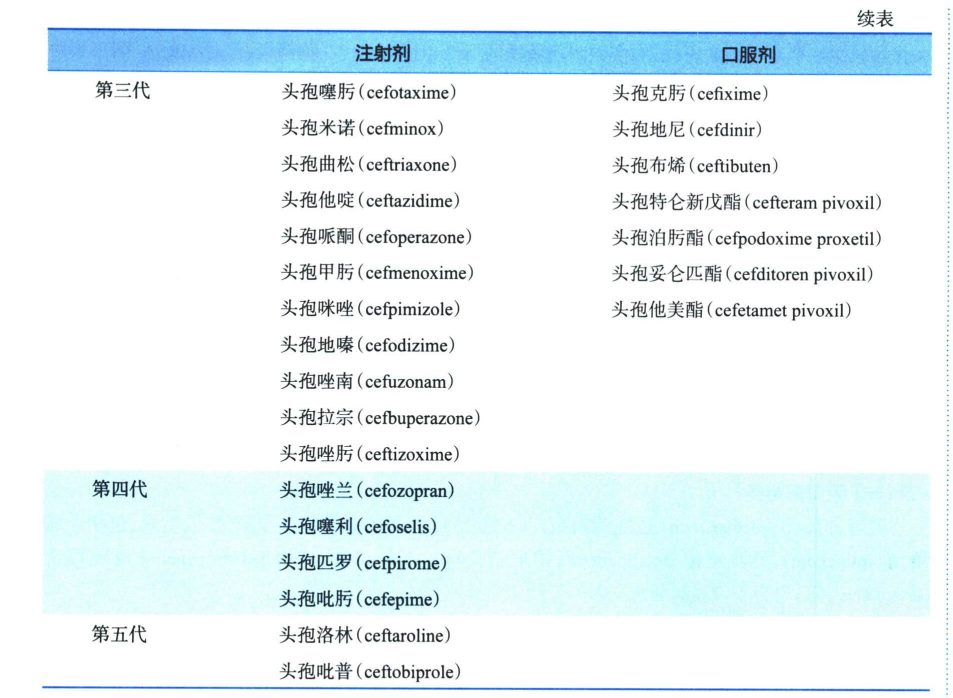 续表
注射剂 口服剂
第三代 头孢噻肟(cefotaxime) 头孢克肟(cefixime)
头孢米诺(cefminox) 头孢地尼(cefdinir)
头孢曲松(ceftriaxone) 头孢布烯(ceftibuten)
头孢他啶(ceftazidime) 头孢特仑新戊酯(cefteram pivoxil)
头孢哌酮(cefoperazone) 头孢泊肟酯(cefpodoxime proxetil)
头孢甲肟(cefmenoxime) 头孢妥仑匹酯(cefditoren pivoxil)
头孢咪唑(cefpimizole) 头孢他美酯(cefetamet pivoxil)
头孢地嗪(cefodizime)
头孢唑南(cefuzonam)
头孢拉宗(cefbuperazone)
头孢唑肟(ceftizoxime)
第四代 头孢唑兰(cefozopran)
头孢噻利(cefoselis)
头孢匹罗(cefpirome)
头孢吡肟(cefepime)
第五代 头孢洛林(ceftaroline)
头孢吡普(ceftobiprole)